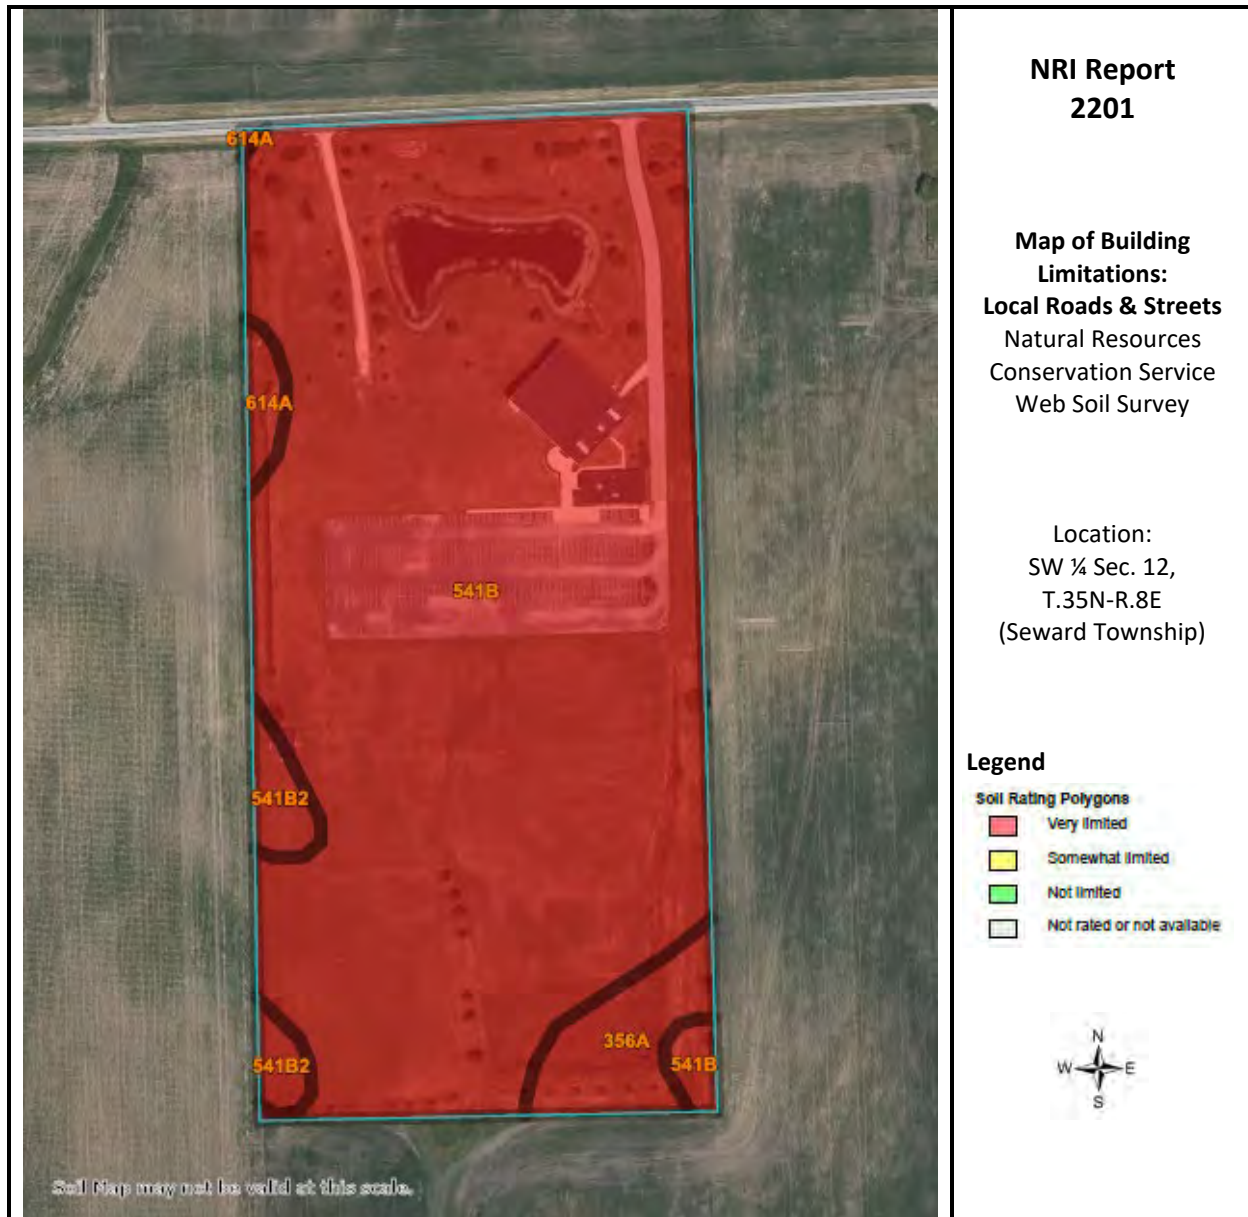 614A
614A
541B
541B2
541B2
356A
541B
Soil Map may not be valid at this scale.
NRI Report
2201
Map of Building
Limitations:
Local Roads & Streets
Natural Resources
Conservation Service
Web Soil Survey
Location:
SW ¼ Sec. 12,
T.35N-R.8E
(Seward Township)
Legend
Soil Rating Polygons
Very limited
Somewhat limited
Not limited
Not rated or not available
N
W E
S